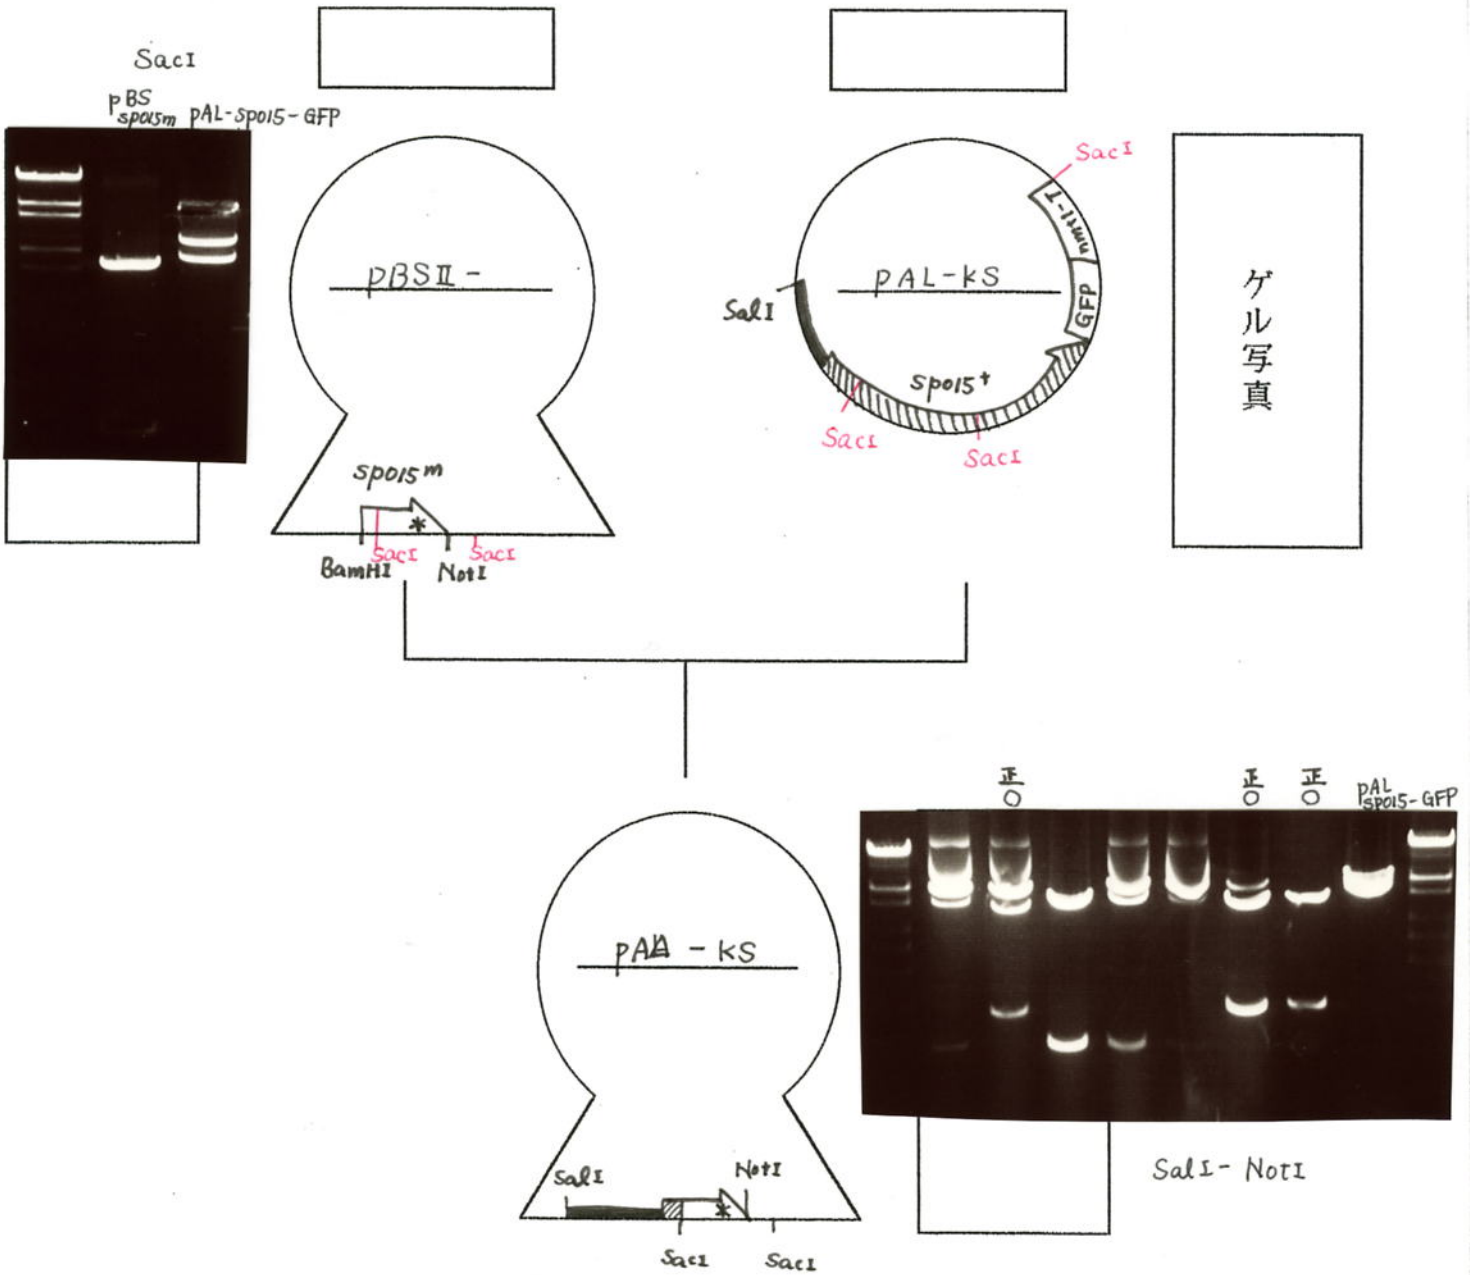 SacI
pBS
spo15m
pAL-spo15-GFP
pBSII-
spo15m
*
SacI
SacI
BamHI
NotI
SacI
nmt1-T
GFP
pAL-KS
SalI
spo15+
SacI
SacI
ゲル写真
正
○
正
○
正
○
pAL
spo15-GFP
SalI-NotI
- KS
SalI
NotI
*
SacI
SacI